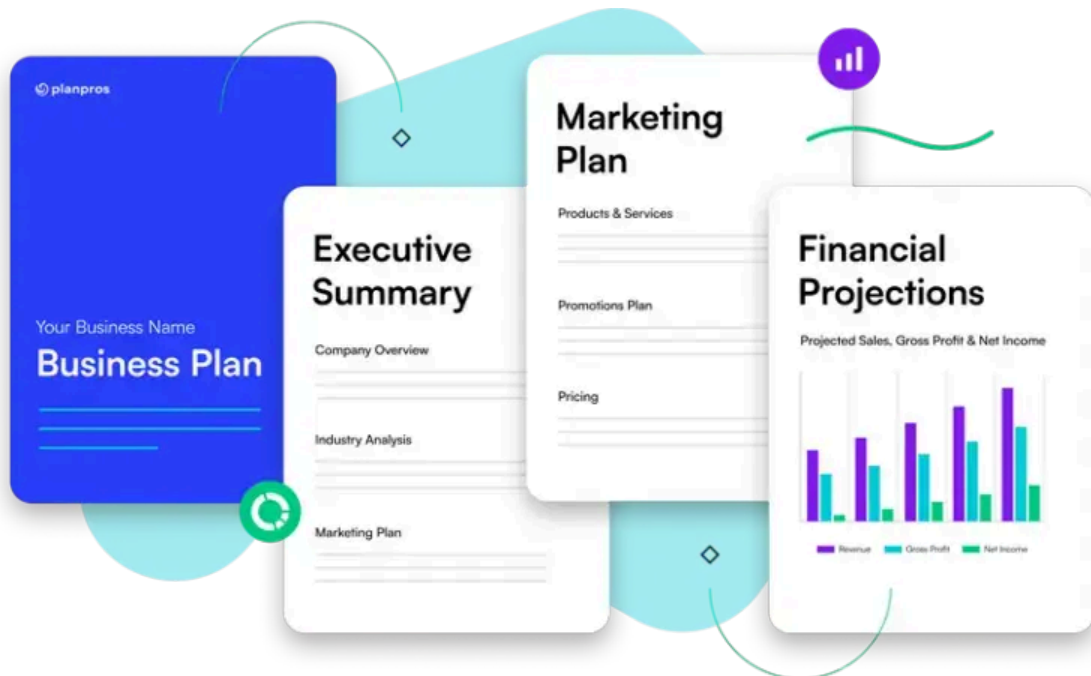 planpros
Your Business Name
Business Plan
Executive
Summary
Company Overview
Industry Analysis
Marketing Plan
Marketing
Plan
Products & Services
Promotions Plan
Pricing
Financial
Projections
Projected Sales, Gross Profit & Net Income
Revenue Gross Profit Net Income